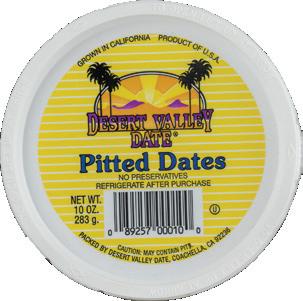 GROWN IN CALIFORNIA PRODUCT OF U.S.A.
DESERT VALLEY
DATE®
Pitted Dates
NO PRESERVATIVES
REFRIGERATE AFTER PURCHASE
NET WT.
10 OZ.
283 g.
0 89257 00010 0
U
CAUTION: MAY CONTAIN PITS
PACKED BY DESERT VALLEY DATE, COACHELLA, CA 92236